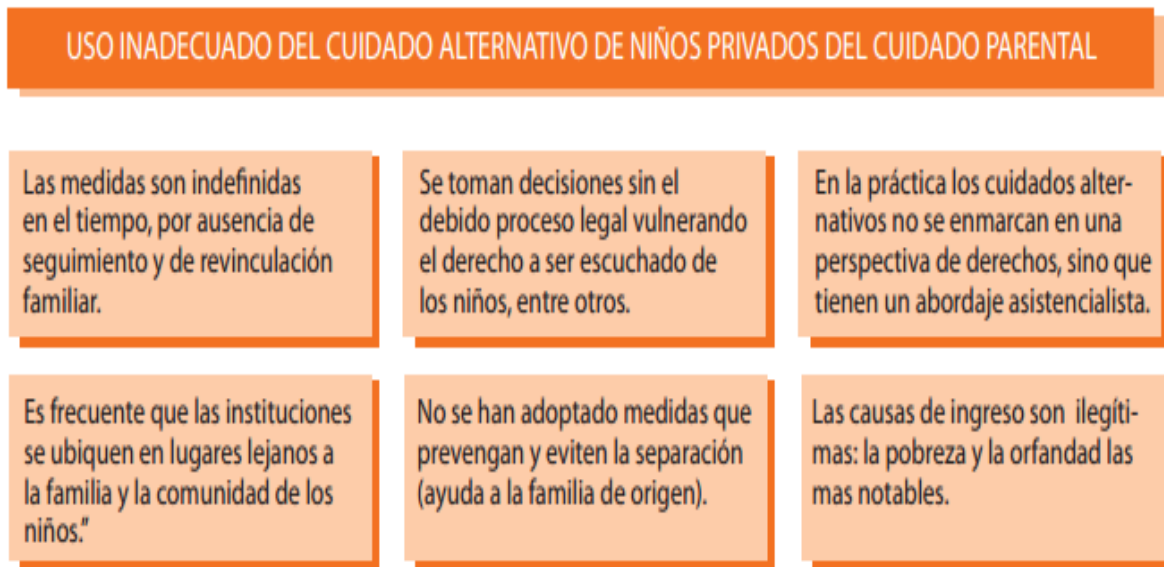 USO INADECUADO DEL CUIDADO ALTERNATIVO DE NIÑOS PRIVADOS DEL CUIDADO PARENTAL
Las medidas son indefinidas
en el tiempo, por ausencia de
seguimiento y de revinculación
familiar.
Se toman decisiones sin el
debido proceso legal vulnerando
el derecho a ser escuchado de
los niños, entre otros.
En la práctica los cuidados alter-
nativos no se enmarcan en una
perspectiva de derechos, sino que
tienen un abordaje asistencialista.
Es frecuente que las instituciones
se ubiquen en lugares lejanos a
la familia y la comunidad de los
niños.”
No se han adoptado medidas que
prevengan y eviten la separación
(ayuda a la familia de origen).
Las causas de ingreso son ilegíti-
mas: la pobreza y la orfandad las
mas notables.